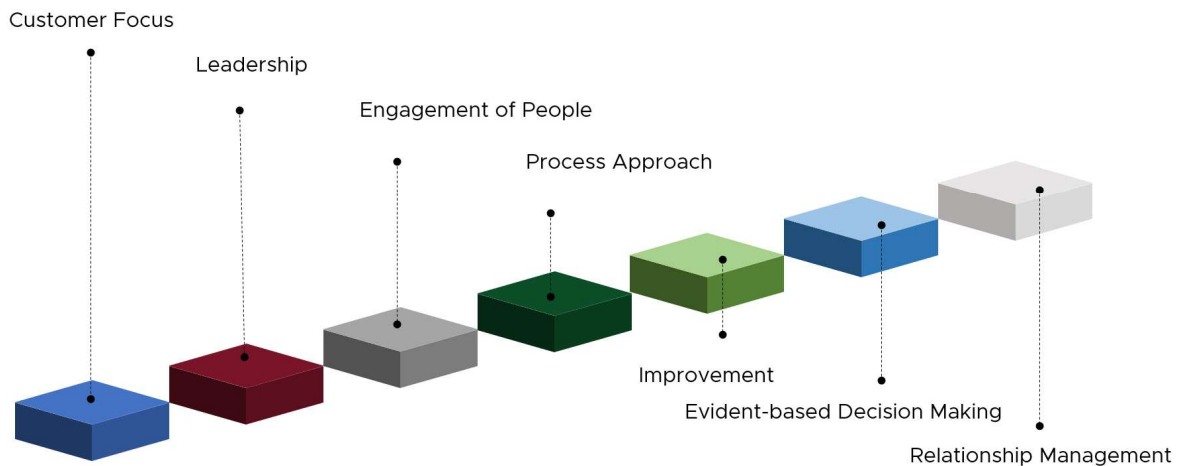 Customer Focus
Leadership
Engagement of People
Process Approach
Improvement
Evident-based Decision Making
Relationship Management